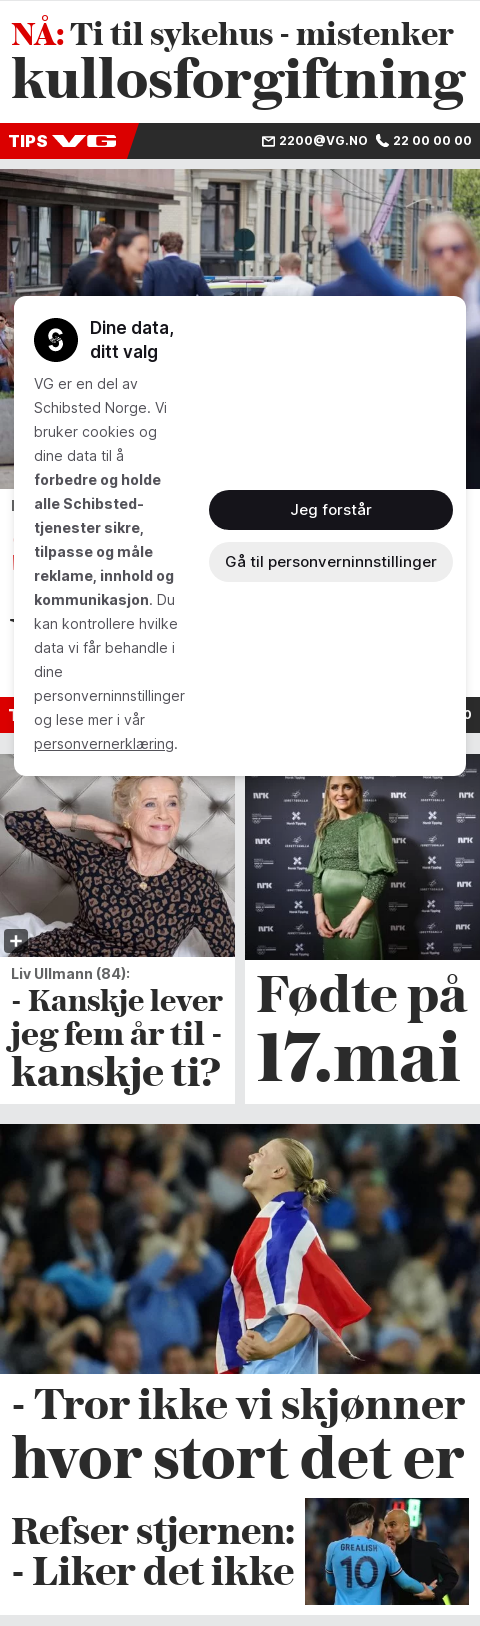 NÅ: Ti til sykehus - mistenker
kullosforgiftning
TIPS VG
2200@VG.NO 22 00 00 00
Dine data,
ditt valg
VG er en del av
Schibsted Norge. Vi
bruker cookies og
dine data til å
forbedre og holde
alle Schibsted-
tjenester sikre,
tilpasse og måle
reklame, innhold og
kommunikasjon. Du
kan kontrollere hvilke
data vi får behandle i
dine
personverninnstillinger
og lese mer i vår
personvernerklæring.
Jeg forstår
Gå til personverninnstillinger
NRK
Norsk Tipping
Liv Ullmann (84):
- Kanskje lever
jeg fem år til -
kanskje ti?
Fødte på
17.mai
- Tror ikke vi skjønner
hvor stort det er
Refser stjernen:
- Liker det ikke
GREALISH
10